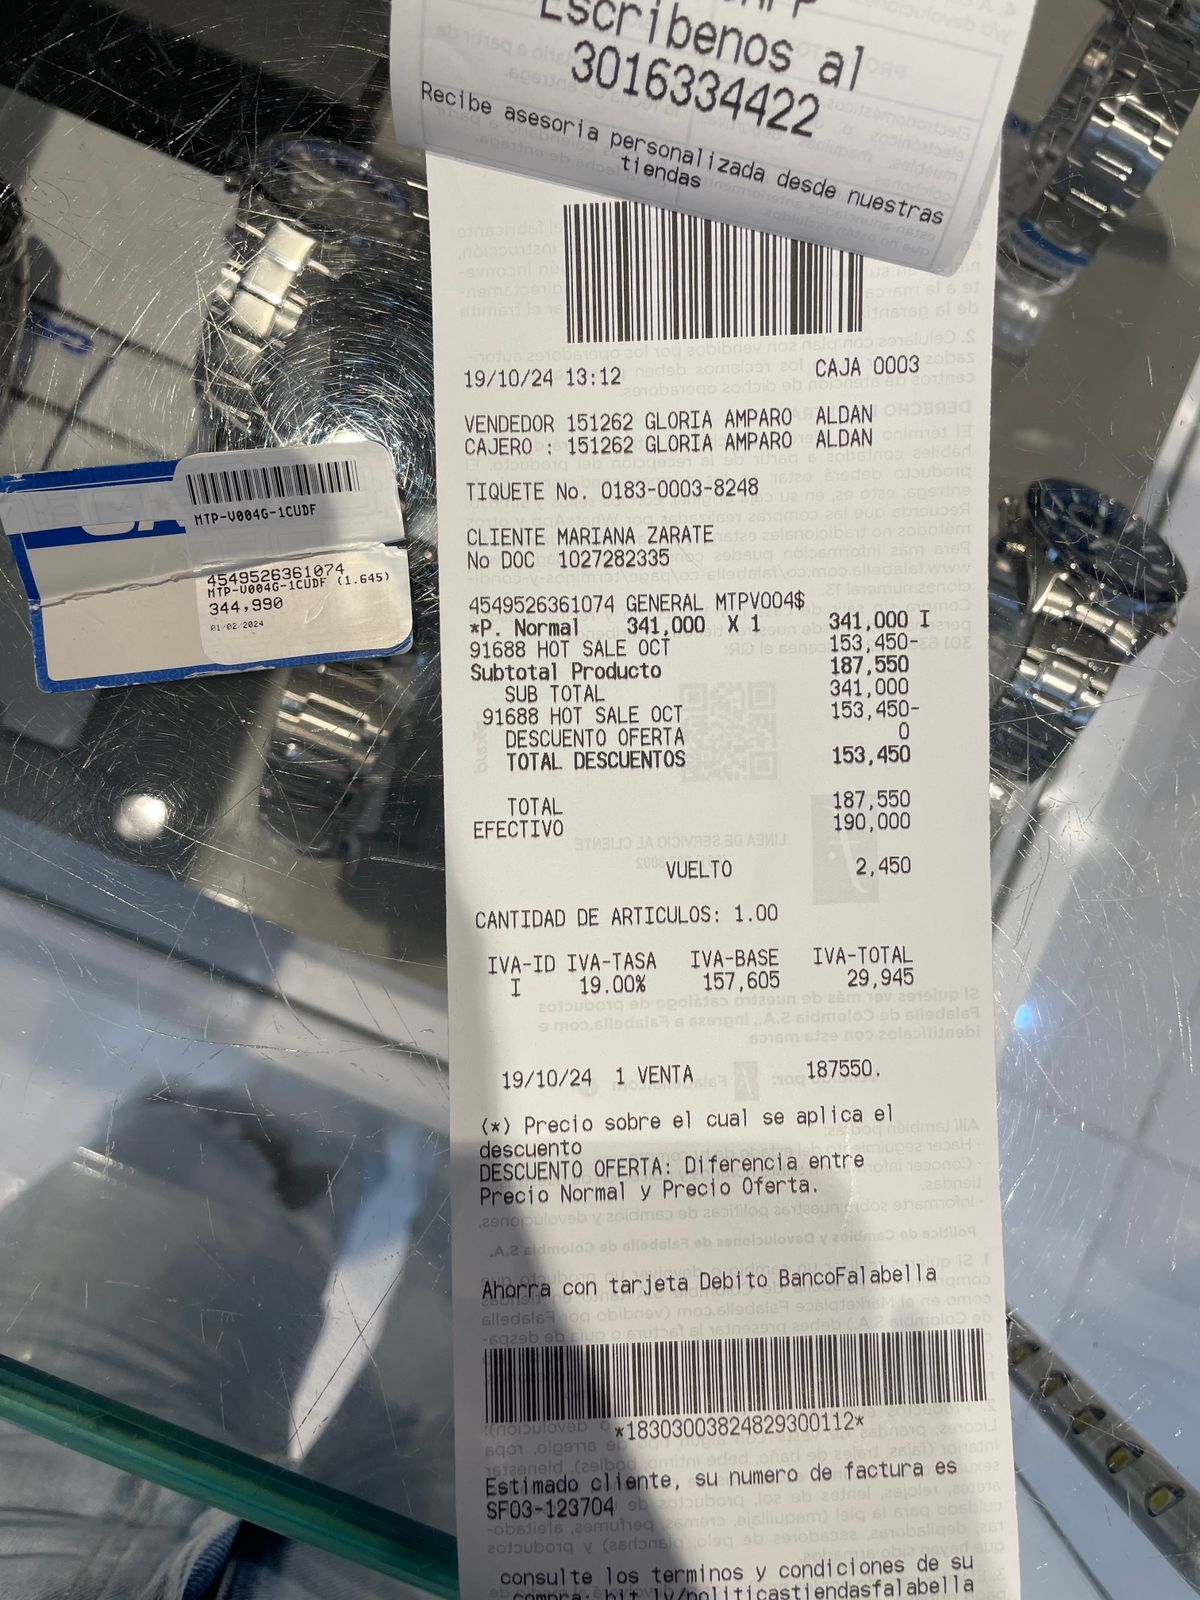 Escribenos al
3016334422
Recibe asesoria personalizada desde nuestras
tiendas
19/10/24 13:12 CAJA 0003
VENDEDOR 151262 GLORIA AMPARO ALDAN
CAJERO : 151262 GLORIA AMPARO ALDAN
TIQUETE No. 0183-0003-8248
CLIENTE MARIANA ZARATE
No DOC 1027282335
4549526361074 GENERAL MTPV004$
*P. Normal 341,000 X 1 341,000 I
91688 HOT SALE OCT 153,450-
Subtotal Producto 187,550
SUB TOTAL 341,000
91688 HOT SALE OCT 153,450-
DESCUENTO OFERTA 0
TOTAL DESCUENTOS 153,450
TOTAL 187,550
EFECTIVO 190,000
VUELTO 2,450
CANTIDAD DE ARTICULOS: 1.00
IVA-ID IVA-TASA IVA-BASE IVA-TOTAL
I 19.00% 157,605 29,945
19/10/24 1 VENTA 187550.
(*) Precio sobre el cual se aplica el
descuento
DESCUENTO OFERTA: Diferencia entre
Precio Normal y Precio Oferta.
Ahorra con tarjeta Debito BancoFalabella
*18303003824829300112*
Estimado cliente, su numero de factura es
SF03-123704
consulte los terminos y condiciones de su
compra: bit.ly/politicastiendasfalabella
MTP-V004G-1CUDF
4549526361074
MTP-V004G-1CUDF (1.645)
344,990
01/02/2024